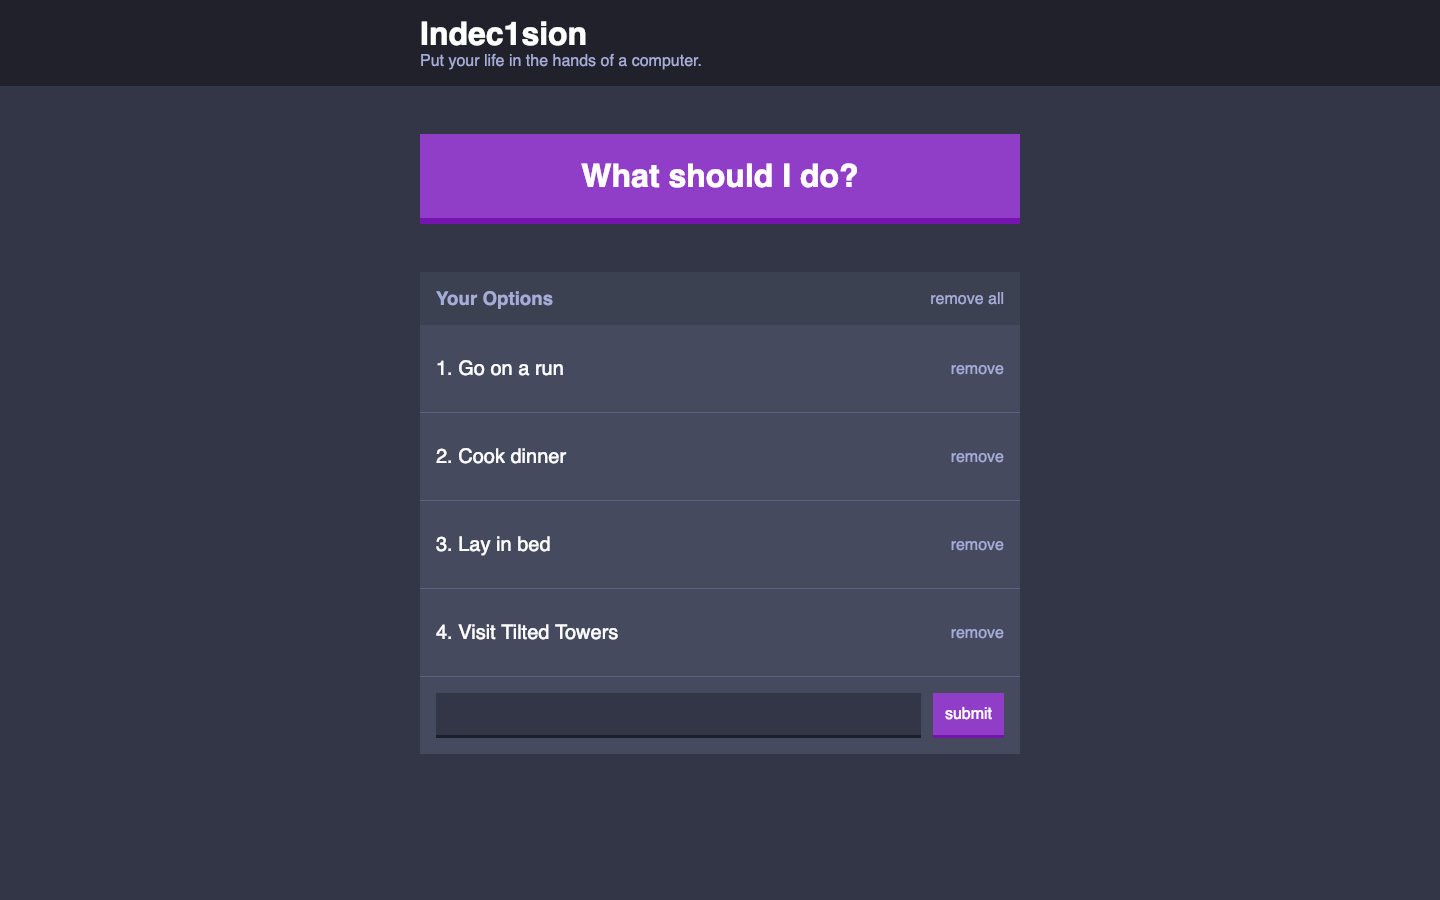 Indec1sion
Put your life in the hands of a computer.
What should I do?
Your Options remove all
1. Go on a run remove
2. Cook dinner remove
3. Lay in bed remove
4. Visit Tilted Towers remove
submit